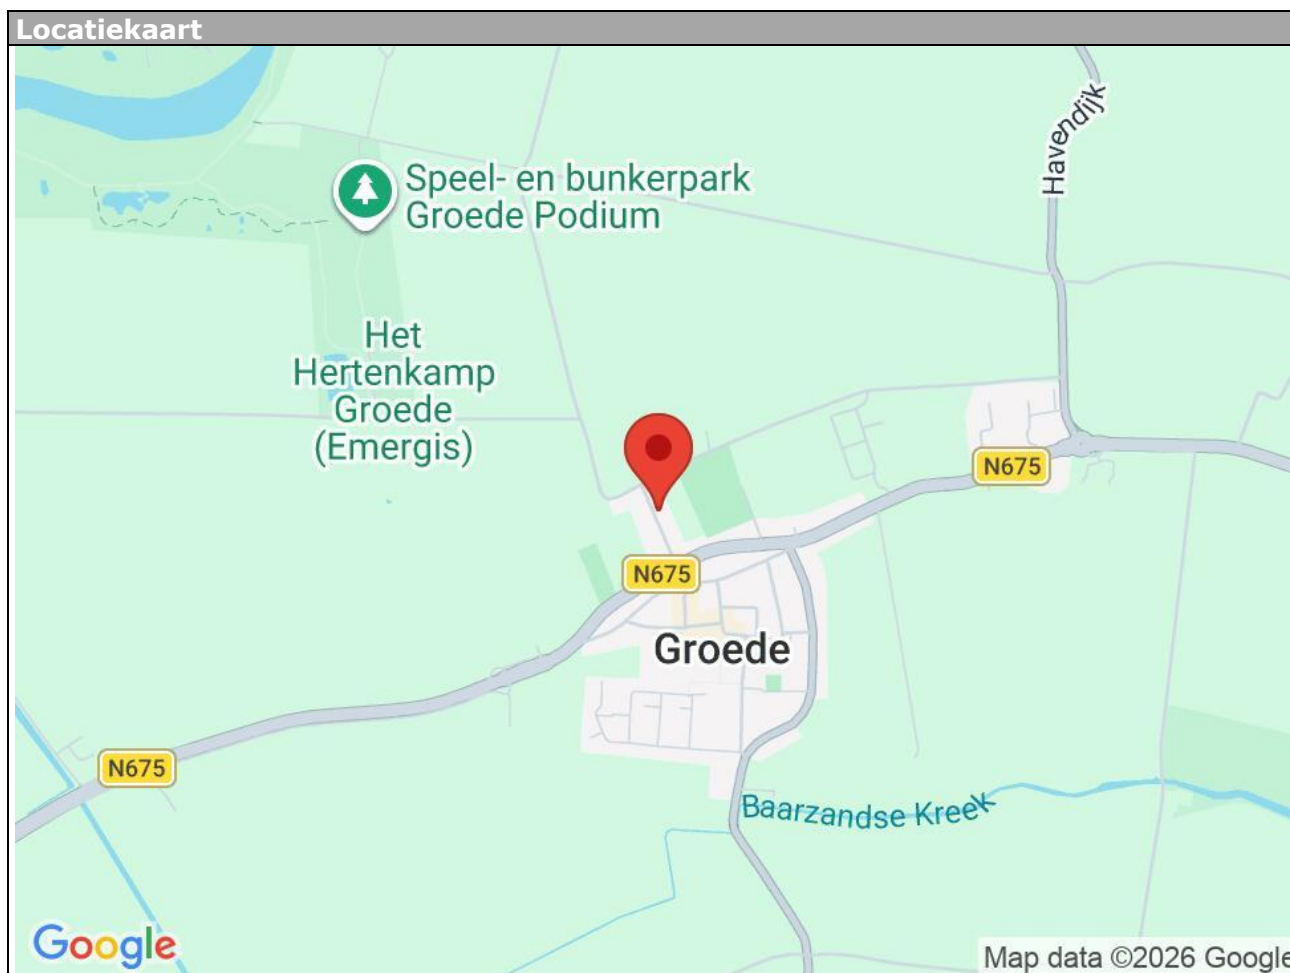 Locatiekaart
Havendijk
Speel- en bunkerpark
Groede Podium
Het
Hertenkamp
Groede
(Emergis)
N675
N675
Groede
N675
Baarzandse Kreek
Google
Map data ©2026 Google